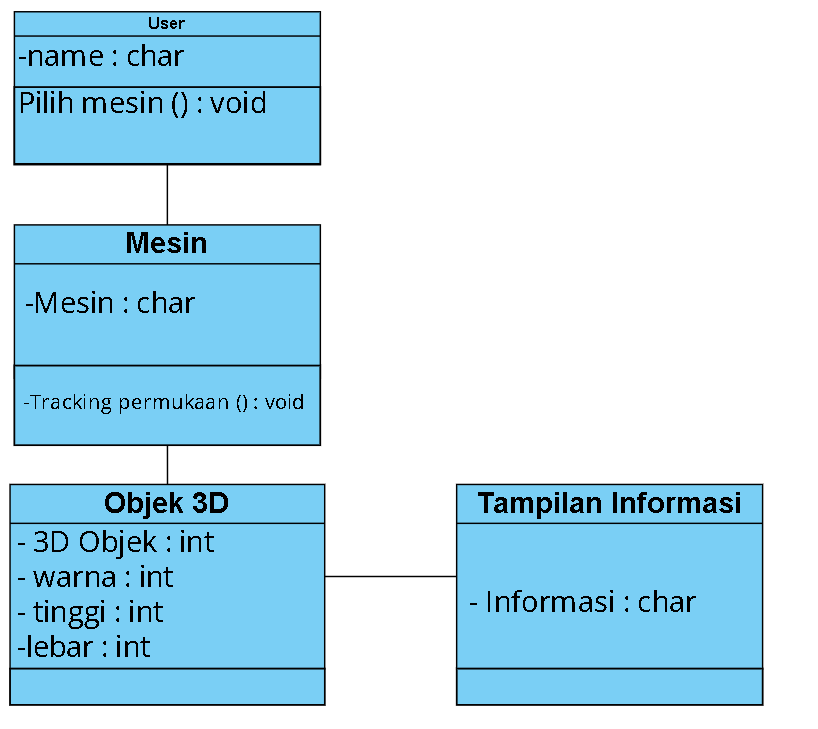 User
-name : char
Pilih mesin () : void
Mesin
-Mesin : char
-Tracking permukaan () : void
Objek 3D
- 3D Objek : int
- warna : int
- tinggi : int
-lebar : int
Tampilan Informasi
- Informasi : char